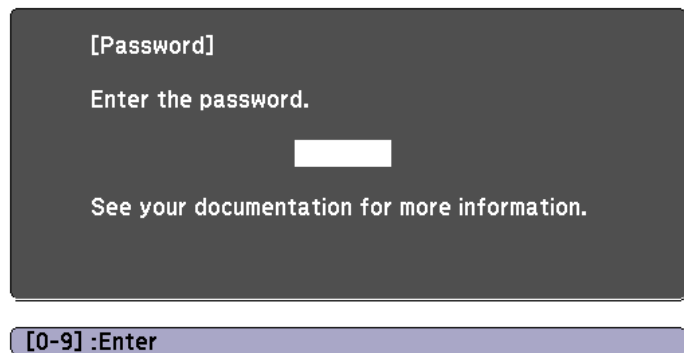 [Password]
Enter the password.
See your documentation for more information.
[0-9] :Enter